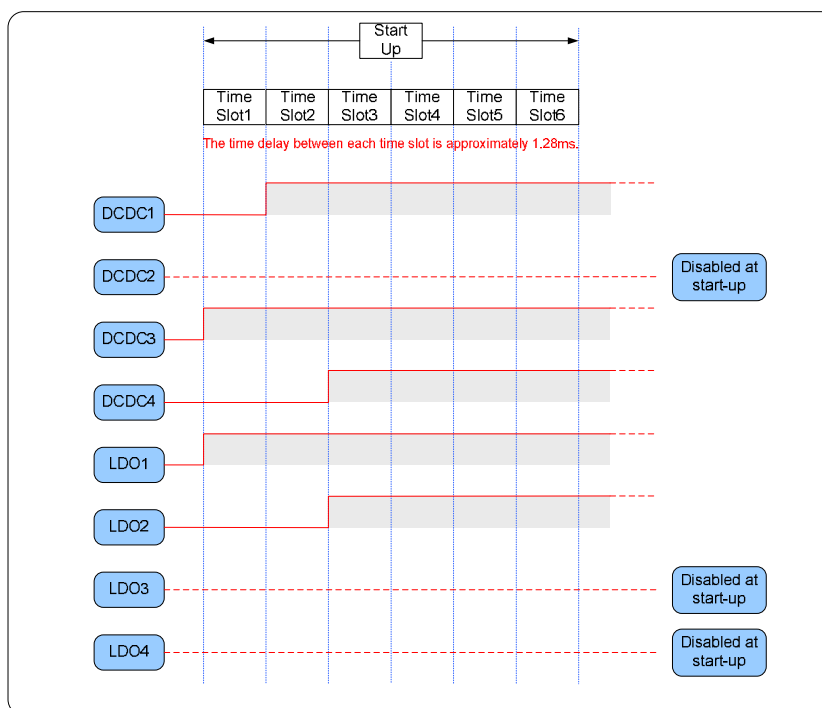 Start
Up
Time Slot1
Time Slot2
Time Slot3
Time Slot4
Time Slot5
Time Slot6
The time delay between each time slot is approximately 1.28ms.
DCDC1
DCDC2
Disabled at
start-up
DCDC3
DCDC4
LDO1
LDO2
LDO3
Disabled at
start-up
LDO4
Disabled at
start-up